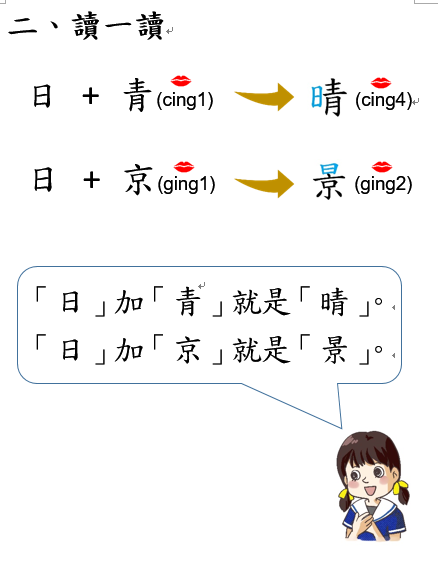 二、讀一讀
日 + 青(cing1) 晴(cing4)
日 + 京(ging1) 景(ging2)
「日」加「青」就是「晴」。
「日」加「京」就是「景」。